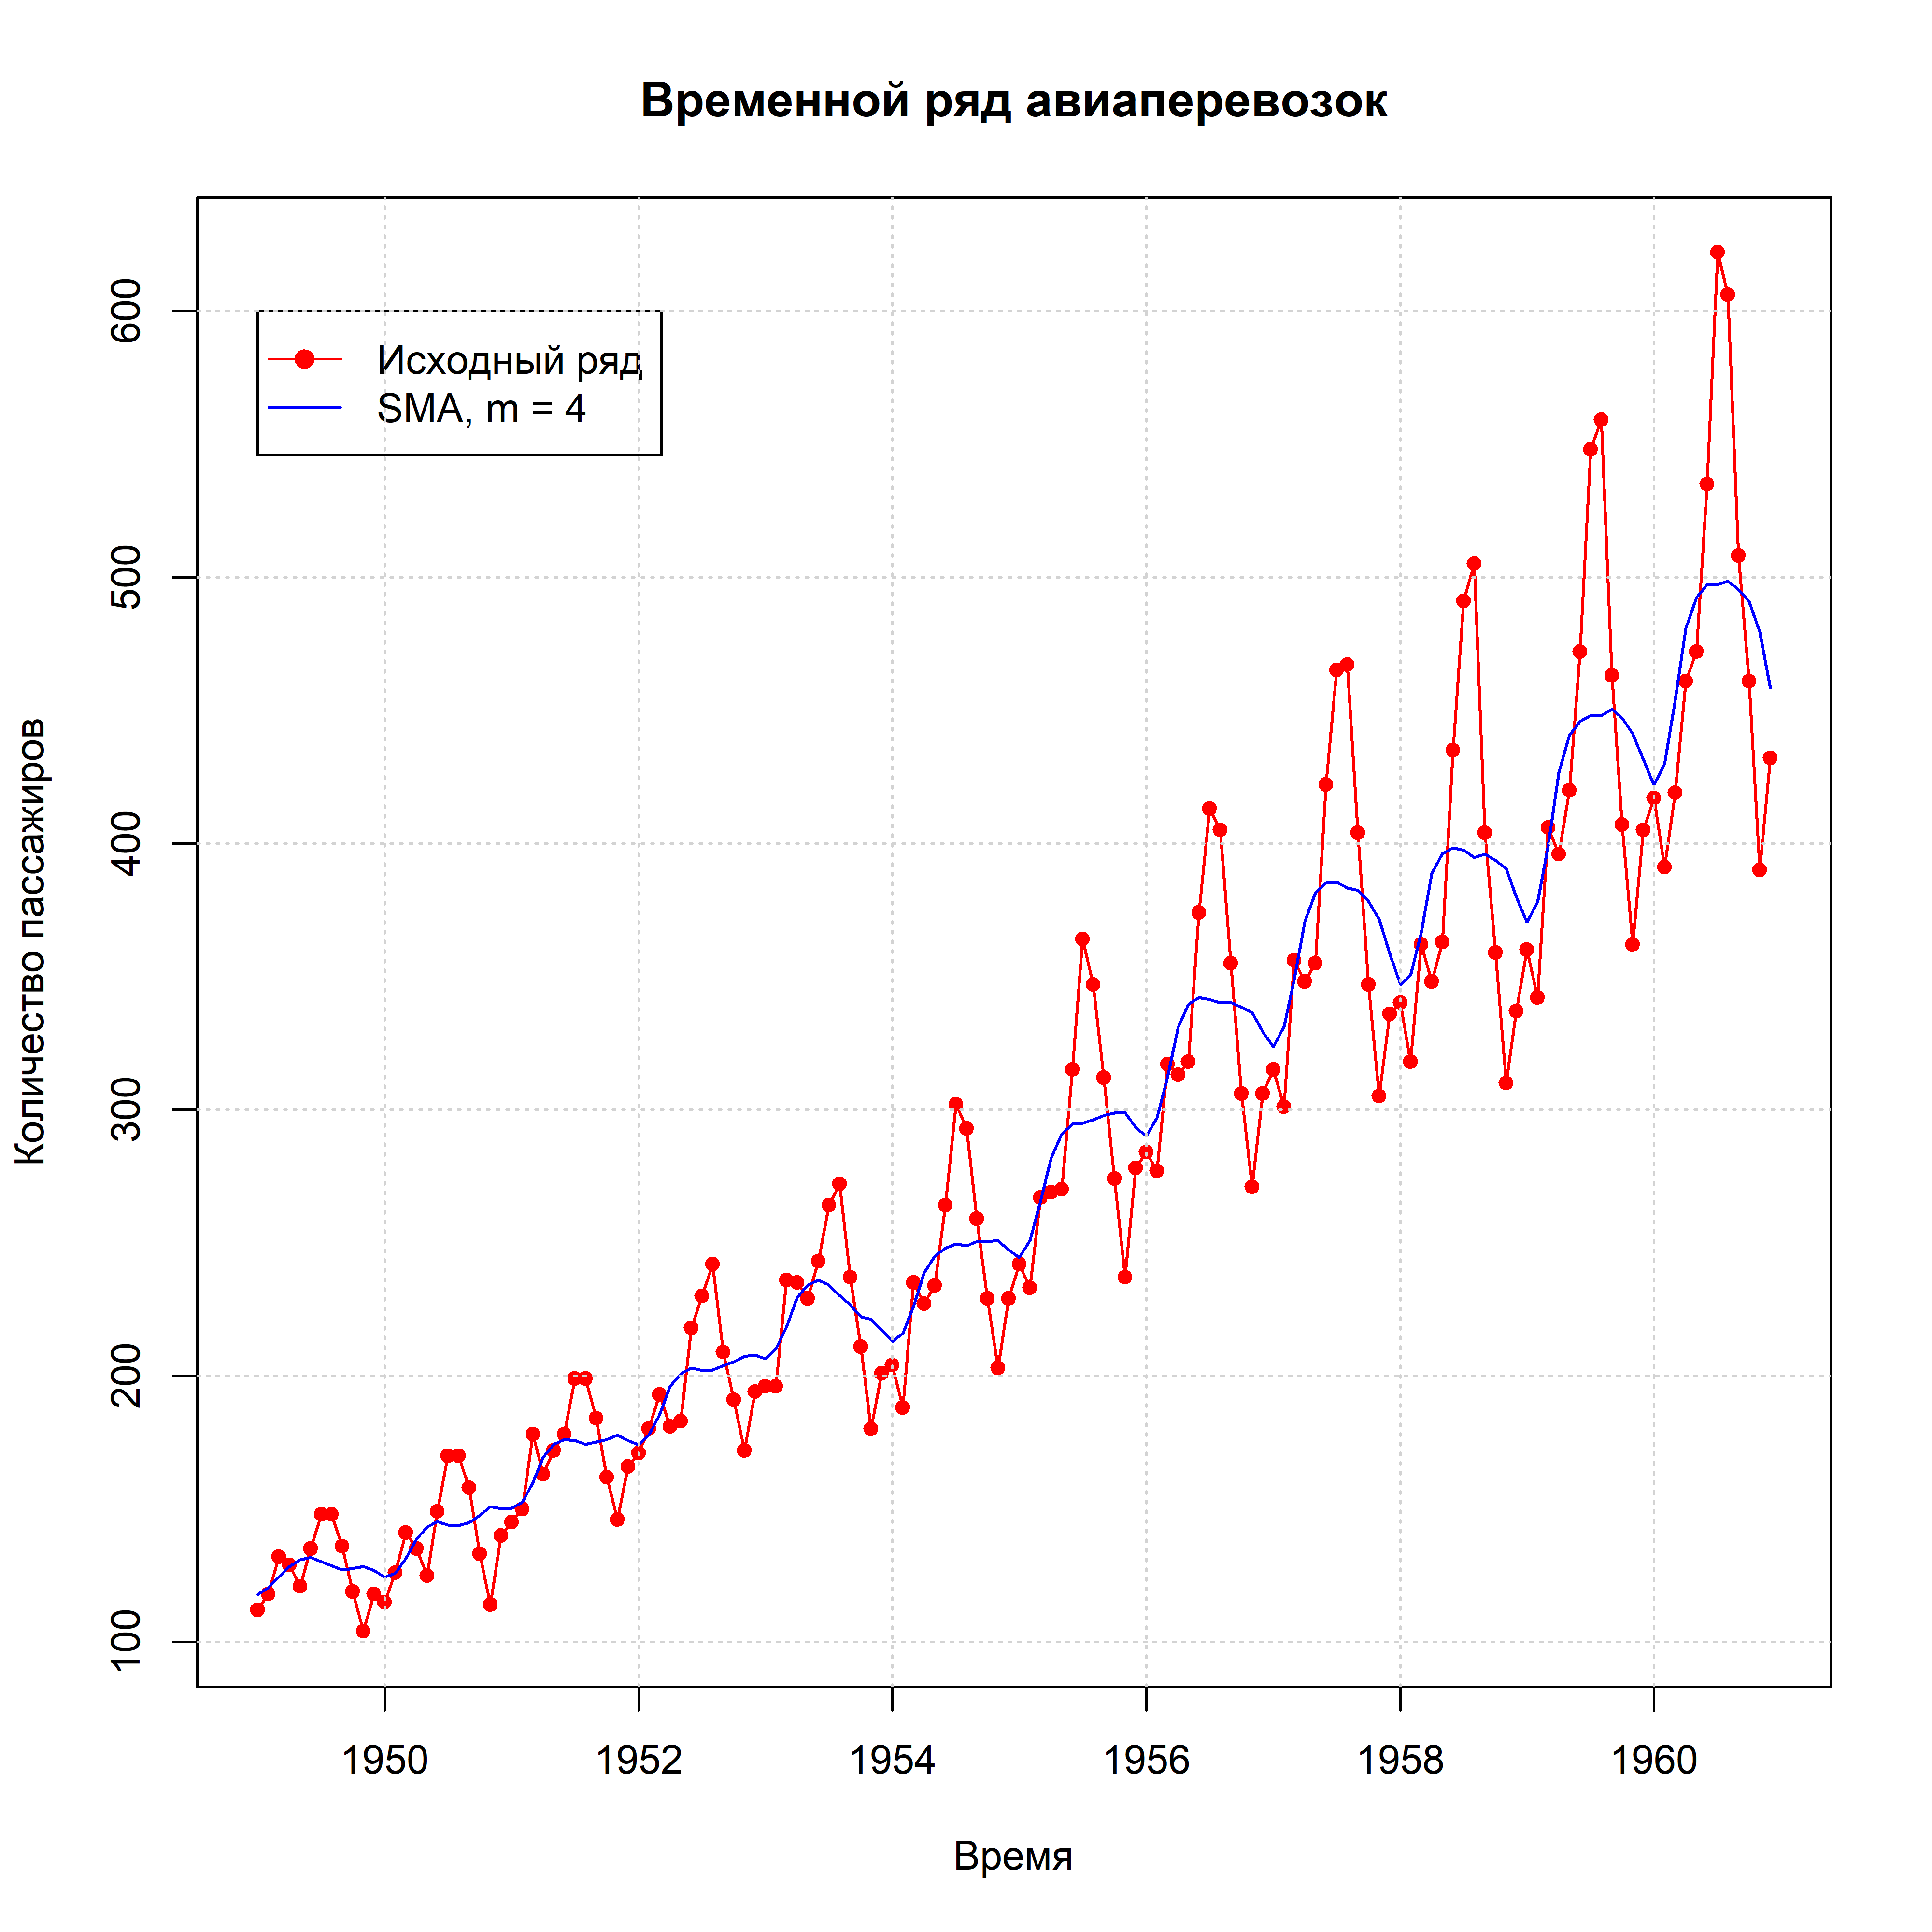 Временной ряд авиаперевозок
Количество пассажиров
600
500
400
300
200
100
Исходный ряд
SMA, m = 4
1950
1952
1954
1956
1958
1960
Время